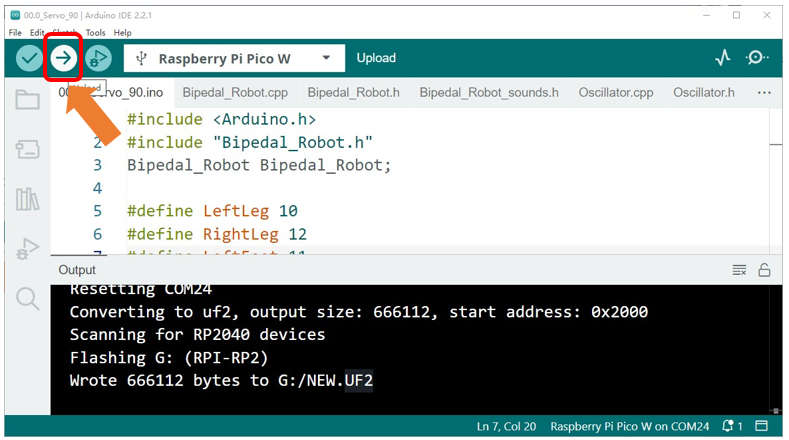 00.0_Servo_90 | Arduino IDE 2.2.1
File Edit Sketch Tools Help
Raspberry Pi Pico W Upload
00.0_Servo_90.ino Bipedal_Robot.cpp Bipedal_Robot.h Bipedal_Robot_sounds.h Oscillator.cpp Oscillator.h ...
#include <Arduino.h>
2 #include "Bipedal_Robot.h"
3 Bipedal_Robot Bipedal_Robot;
4
5 #define LeftLeg 10
6 #define RightLeg 12
7 #define LeftFoot 11
Output
Resetting COM24
Converting to uf2, output size: 666112, start address: 0x2000
Scanning for RP2040 devices
Flashing G: (RPI-RP2)
Wrote 666112 bytes to G:/NEW.UF2
Ln 7, Col 20 Raspberry Pi Pico W on COM24 1